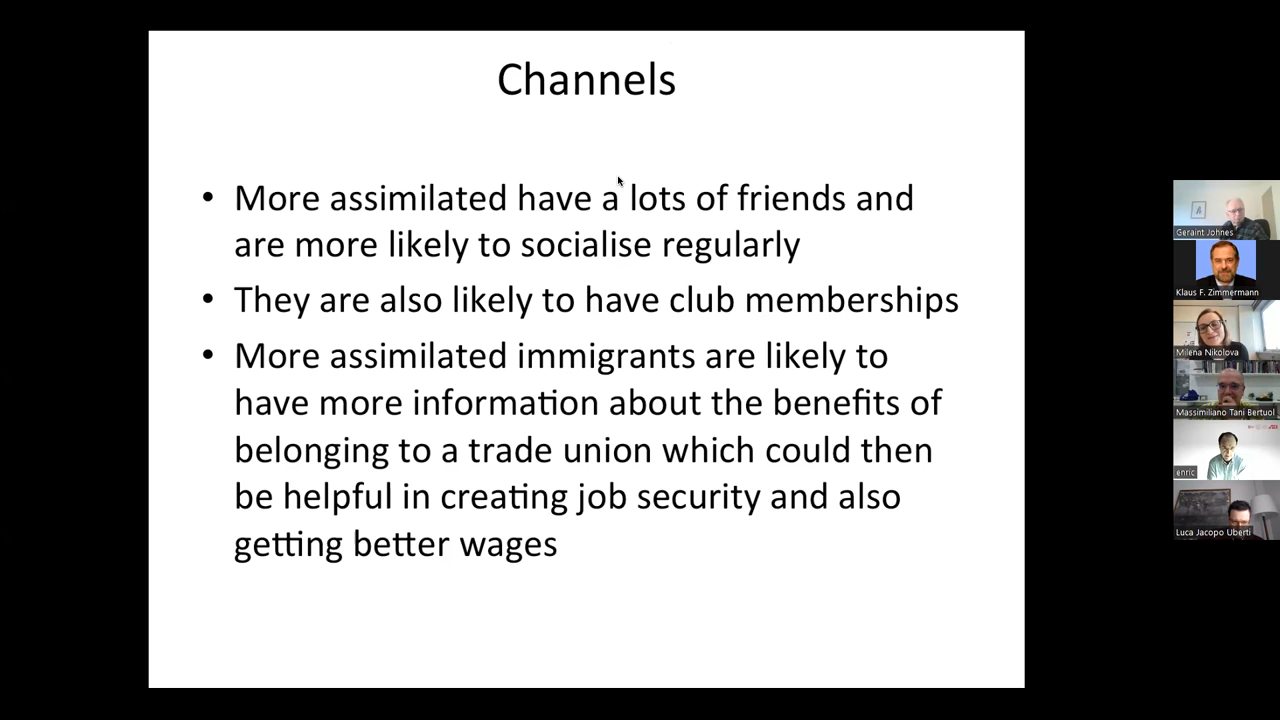 Channels
• More assimilated have a lots of friends and
are more likely to socialise regularly
• They are also likely to have club memberships
• More assimilated immigrants are likely to
have more information about the benefits of
belonging to a trade union which could then
be helpful in creating job security and also
getting better wages
Geraint Johnes
Klaus F. Zimmermann
Milena Nikolova
Massimiliano Tani Bertuol
enric
Luca Jacopo Uberti